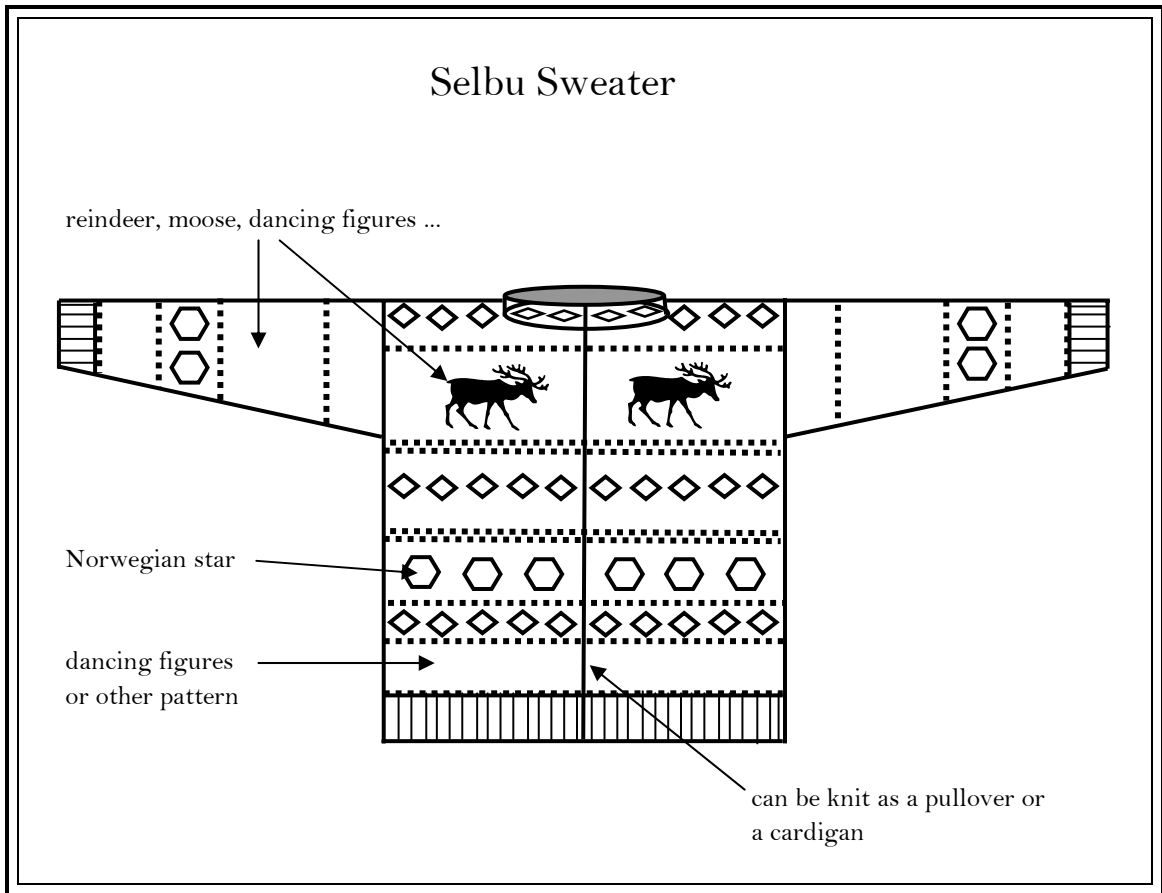 Selbu Sweater
reindeer, moose, dancing figures ...
Norwegian star
dancing figures
or other pattern
can be knit as a pullover or
a cardigan